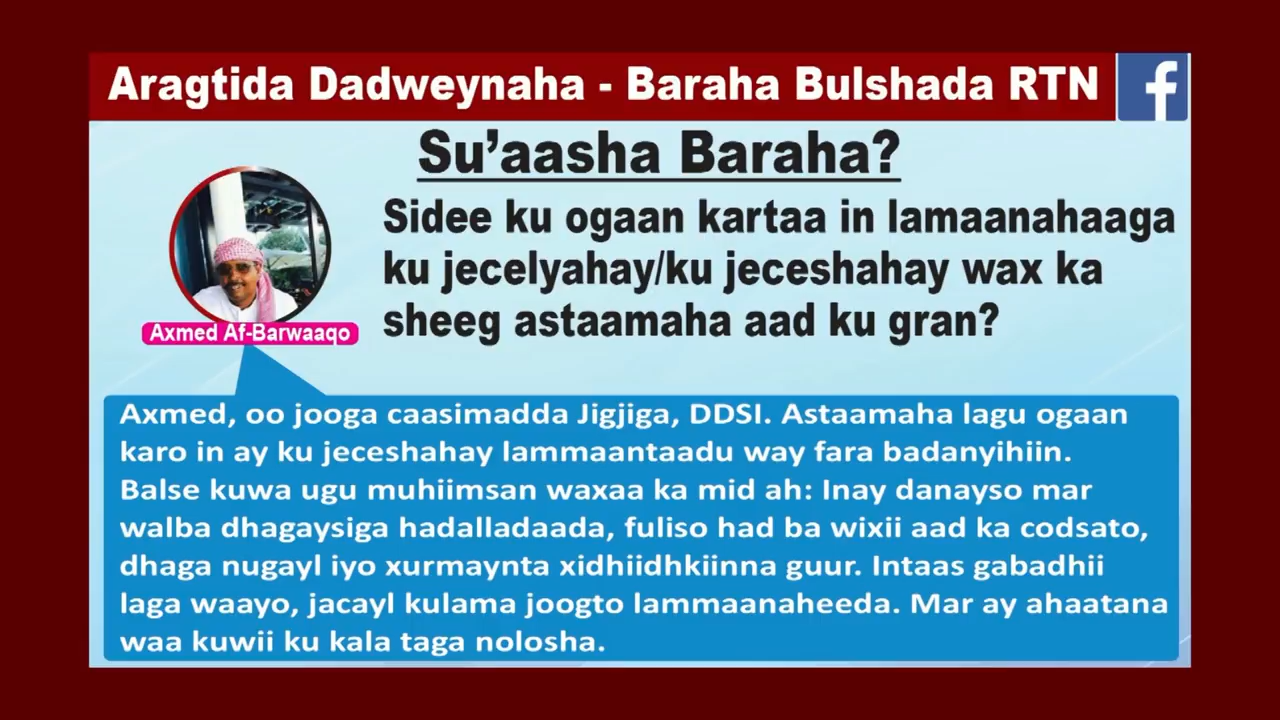 Aragtida Dadweynaha - Baraha Bulshada RTN
f
Su'aasha Baraha?
Sidee ku ogaan kartaa in lamaanahaaga
ku jecelyahay/ku jeceshahay wax ka
sheeg astaamaha aad ku gran?
Axmed Af-Barwaaqo
Axmed, oo jooga caasimadda Jigjiga, DDSI. Astaamaha lagu ogaan
karo in ay ku jeceshahay lammaantaadu way fara badanyihiin.
Balse kuwa ugu muhiimsan waxaa ka mid ah: Inay danayso mar
walba dhagaysiga hadalladaada, fuliso had ba wixii aad ka codsato,
dhaga nugayl iyo xurmaynta xidhiidhkiinna guur. Intaas gabadhii
laga waayo, jacayl kulama joogto lammaanaheeda. Mar ay ahaatana
waa kuwii ku kala taga nolosha.